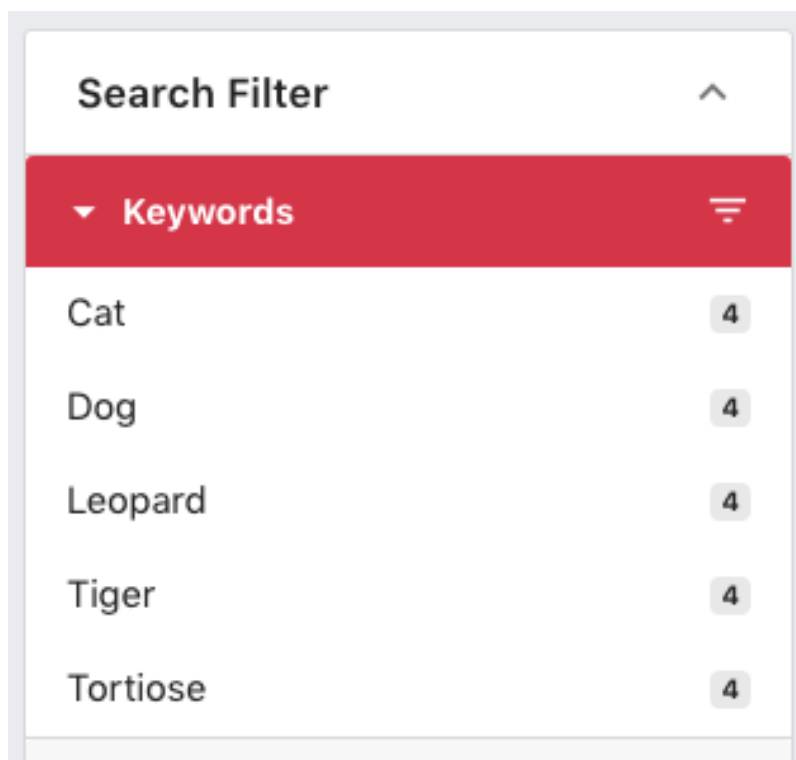 Search Filter
Keywords
Cat 4
Dog 4
Leopard 4
Tiger 4
Tortiose 4